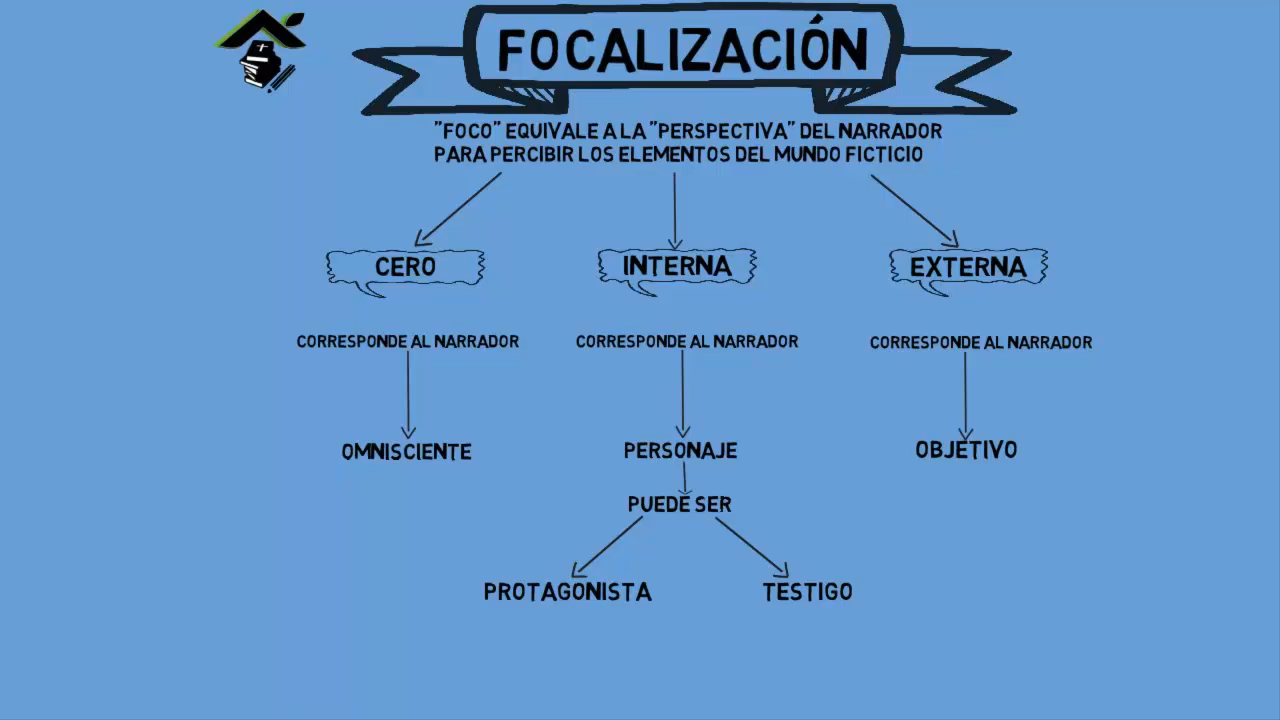 FOCALIZACIÓN
"FOCO" EQUIVALE A LA "PERSPECTIVA" DEL NARRADOR
PARA PERCIBIR LOS ELEMENTOS DEL MUNDO FICTICIO
CERO
INTERNA
EXTERNA
CORRESPONDE AL NARRADOR
CORRESPONDE AL NARRADOR
CORRESPONDE AL NARRADOR
OMNISCIENTE
PERSONAJE
OBJETIVO
PUEDE SER
PROTAGONISTA
TESTIGO